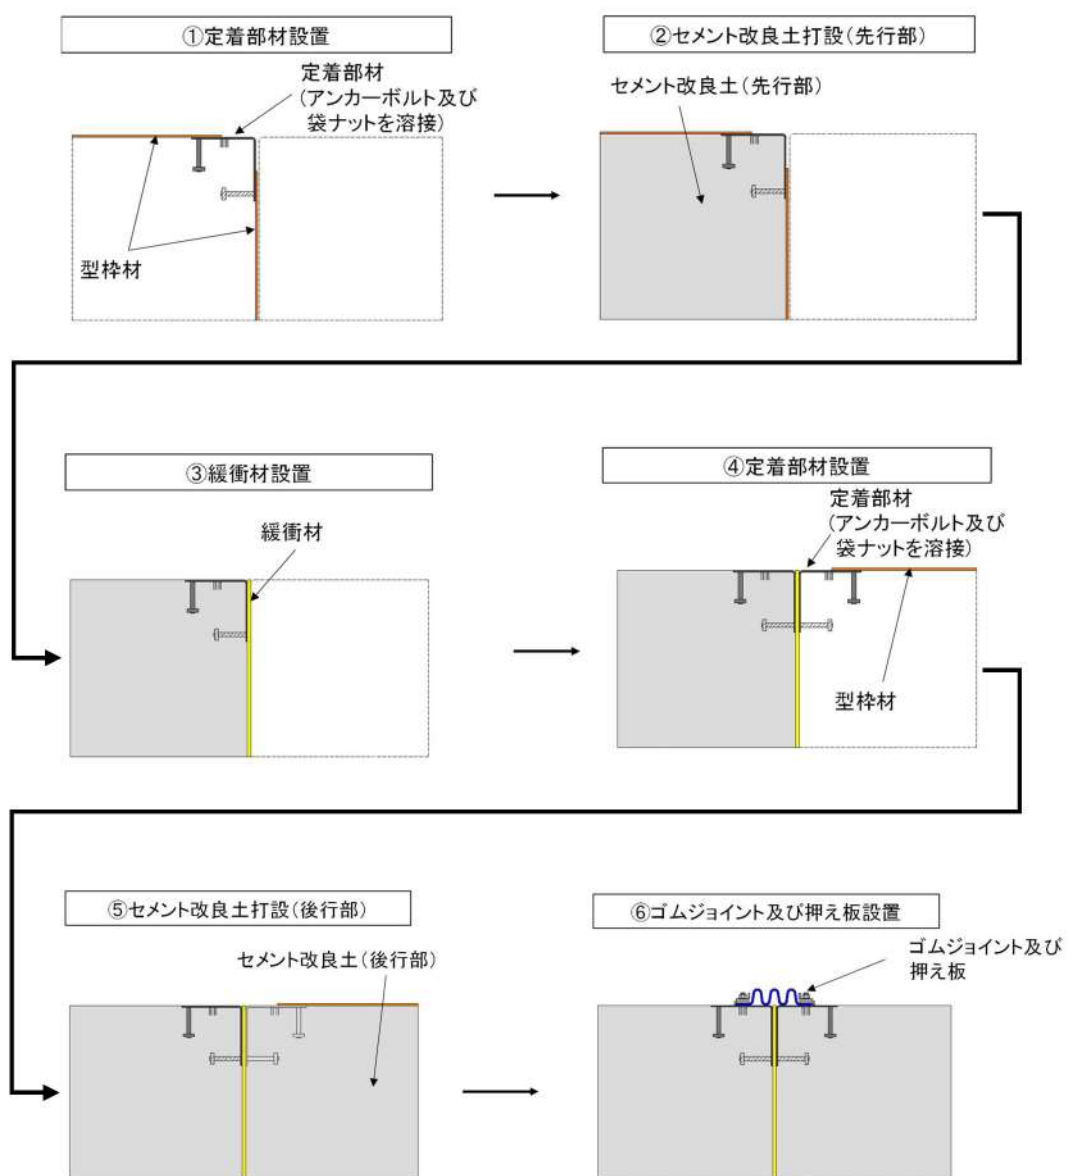 ①定着部材設置
定着部材
(アンカーボルト及び
袋ナットを溶接)
型枠材
②セメント改良土打設(先行部)
セメント改良土(先行部)
③緩衝材設置
緩衝材
④定着部材設置
定着部材
(アンカーボルト及び
袋ナットを溶接)
型枠材
⑤セメント改良土打設(後行部)
セメント改良土(後行部)
⑥ゴムジョイント及び押え板設置
ゴムジョイント及び
押え板